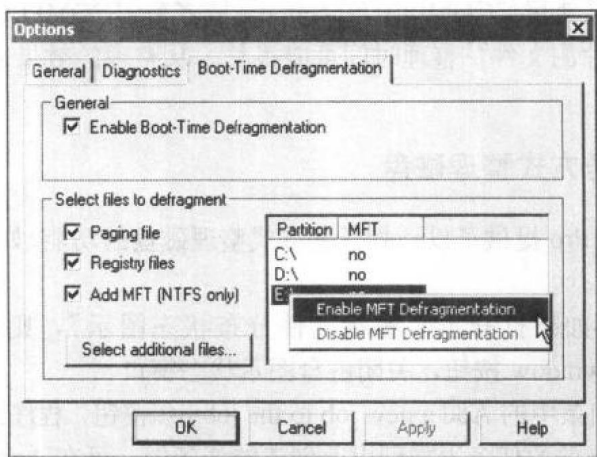 Options
General
Diagnostics
Boot-Time Defragmentation
General
Enable Boot-Time Defragmentation
Select files to defragment
Paging file
Registry files
Add MFT (NTFS only)
Select additional files...
Partition MFT
C:\ no
D:\ no
Enable MFT Defragmentation
Disable MFT Defragmentation
OK
Cancel
Apply
Help